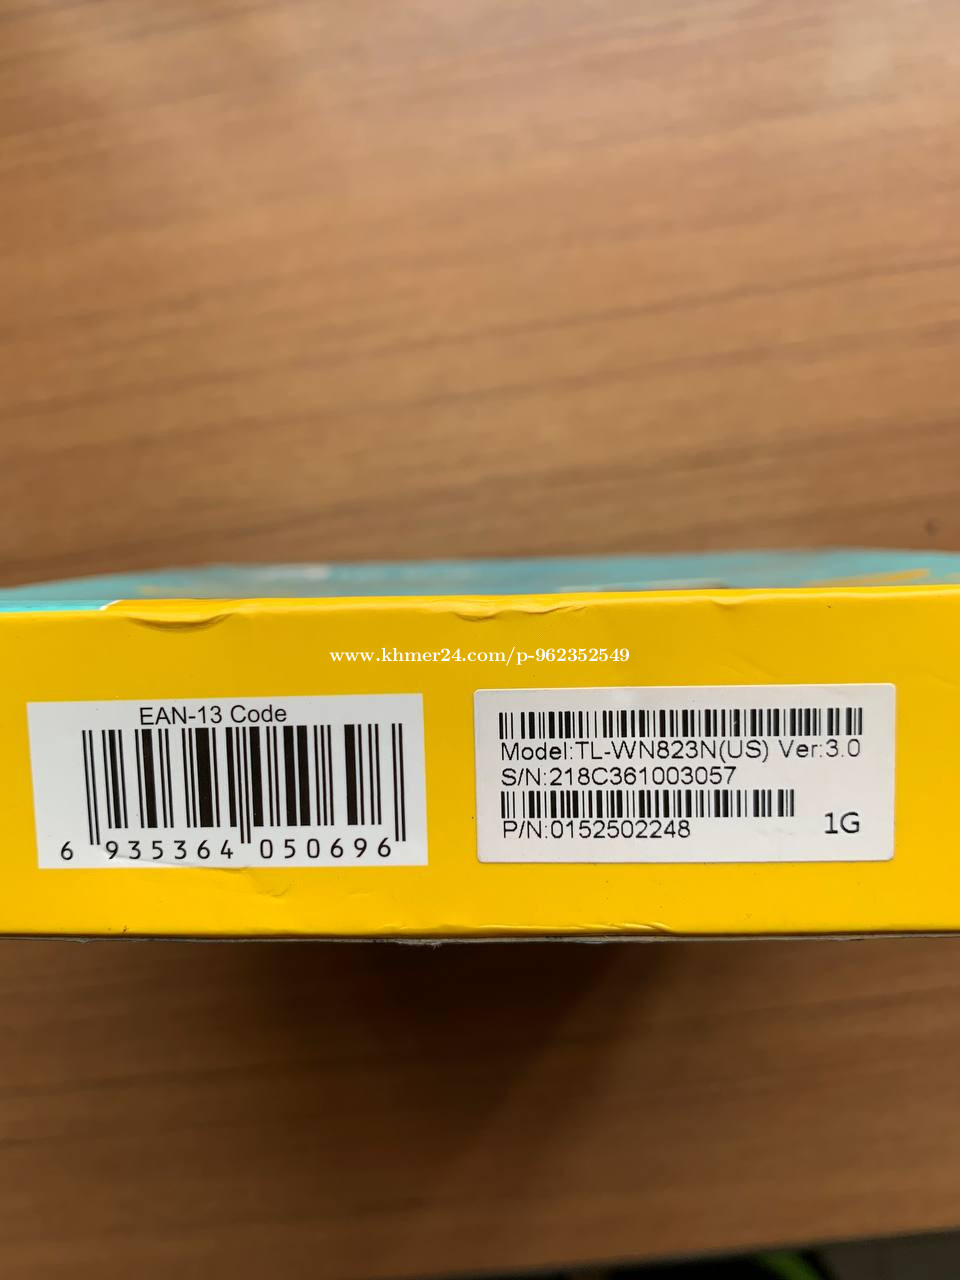 www.khmer24.com/p-962352549
EAN-13 Code
6 935364 050696
Model:TL-WN823N(US) Ver:3.0
S/N:218C361003057
P/N:0152502248
1G